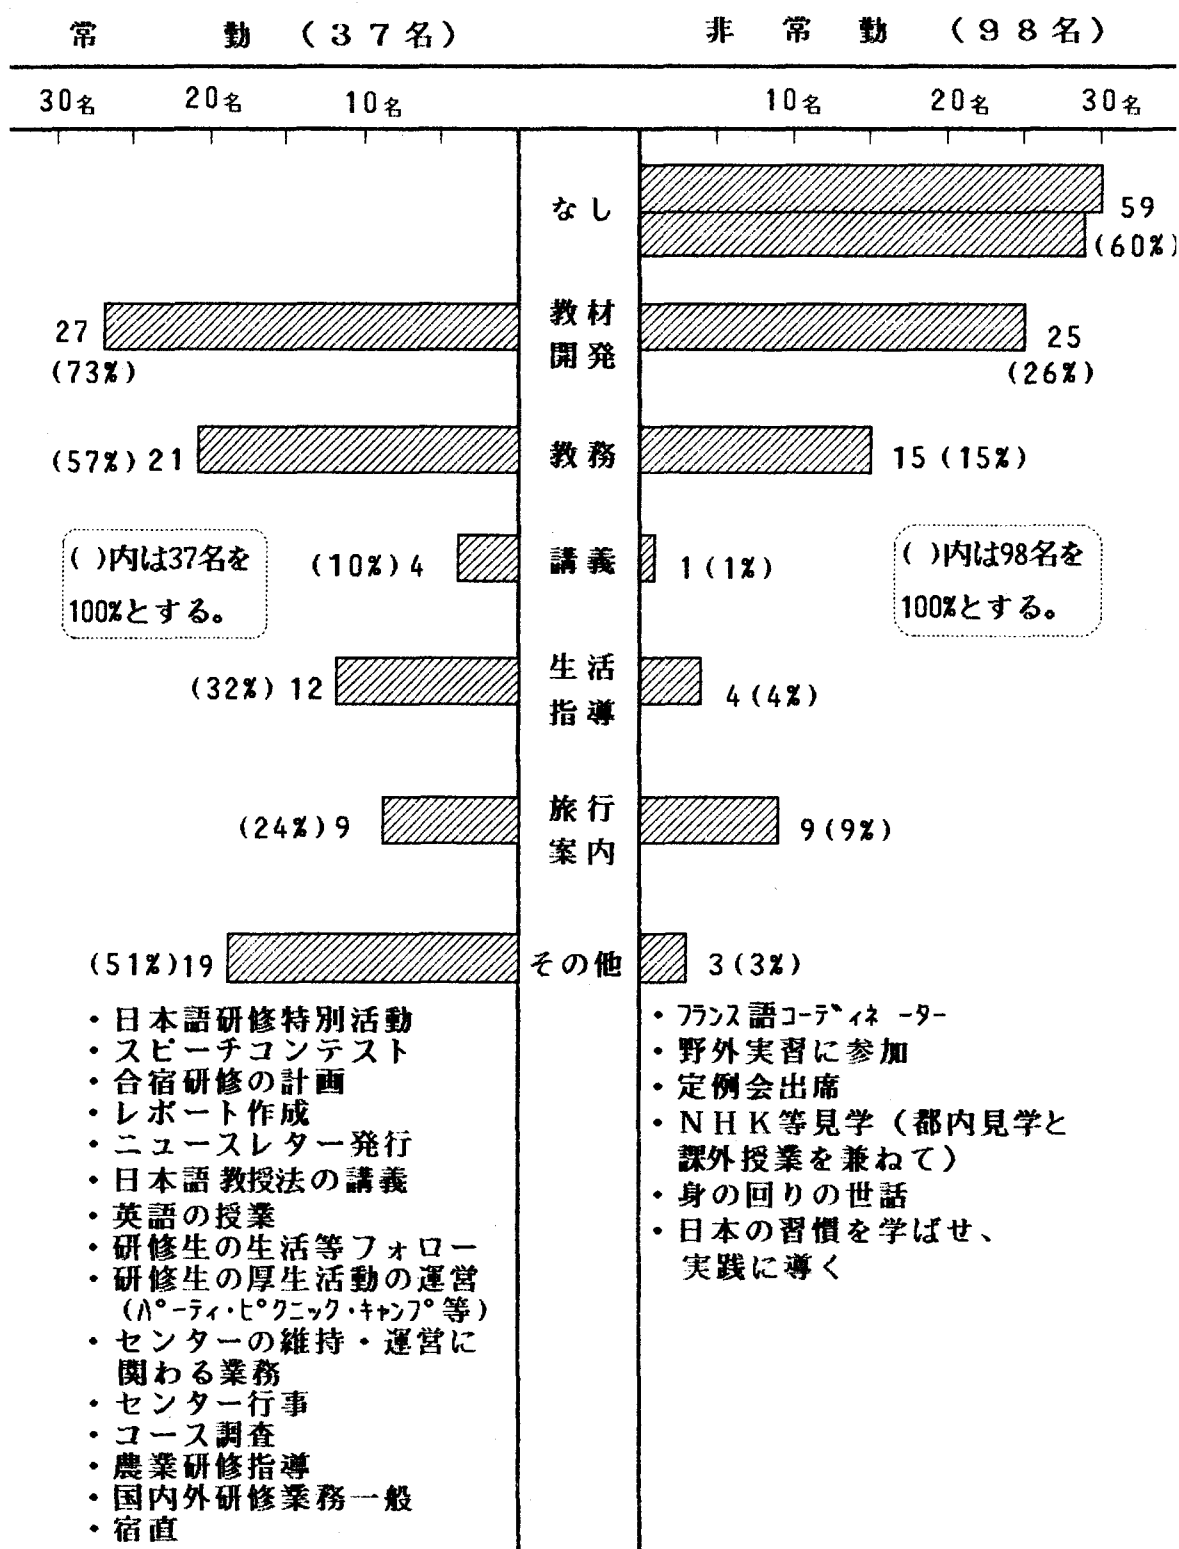 常勤(37名)
非常勤(98名)
30名 20名 10名
10名 20名 30名
なし
59
(60%)
教材
開発
27
(73%)
25
(26%)
教務
(57%)21
15(15%)
講義
(10%)4
1(1%)
( )内は37名を
100%とする。
( )内は98名を
100%とする。
生活
指導
(32%)12
4(4%)
旅行
案内
(24%)9
9(9%)
その他
(51%)19
3(3%)
・日本語研修特別活動
・スピーチコンテスト
・合宿研修の計画
・レポート作成
・ニュースレター発行
・日本語教授法の講義
・英語の授業
・研修生の生活等フォロー
・研修生の厚生活動の運営
(パーティ・ピクニック・キャンプ等)
・センターの維持・運営に
関わる業務
・センター行事
・コース調査
・農業研修指導
・国内外研修業務一般
・宿直
・フランス語コーディネーター
・野外実習に参加
・定例会出席
・NHK等見学(都内見学と
課外授業を兼ねて)
・身の回りの世話
・日本の習慣を学ばせ、
実践に導く